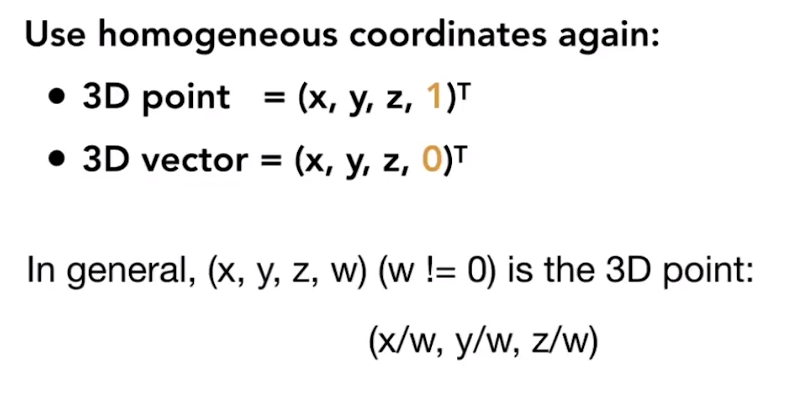 Use homogeneous coordinates again:
• 3D point = (x, y, z, 1)ᵀ
• 3D vector = (x, y, z, 0)ᵀ
In general, (x, y, z, w) (w != 0) is the 3D point:
(x/w, y/w, z/w)